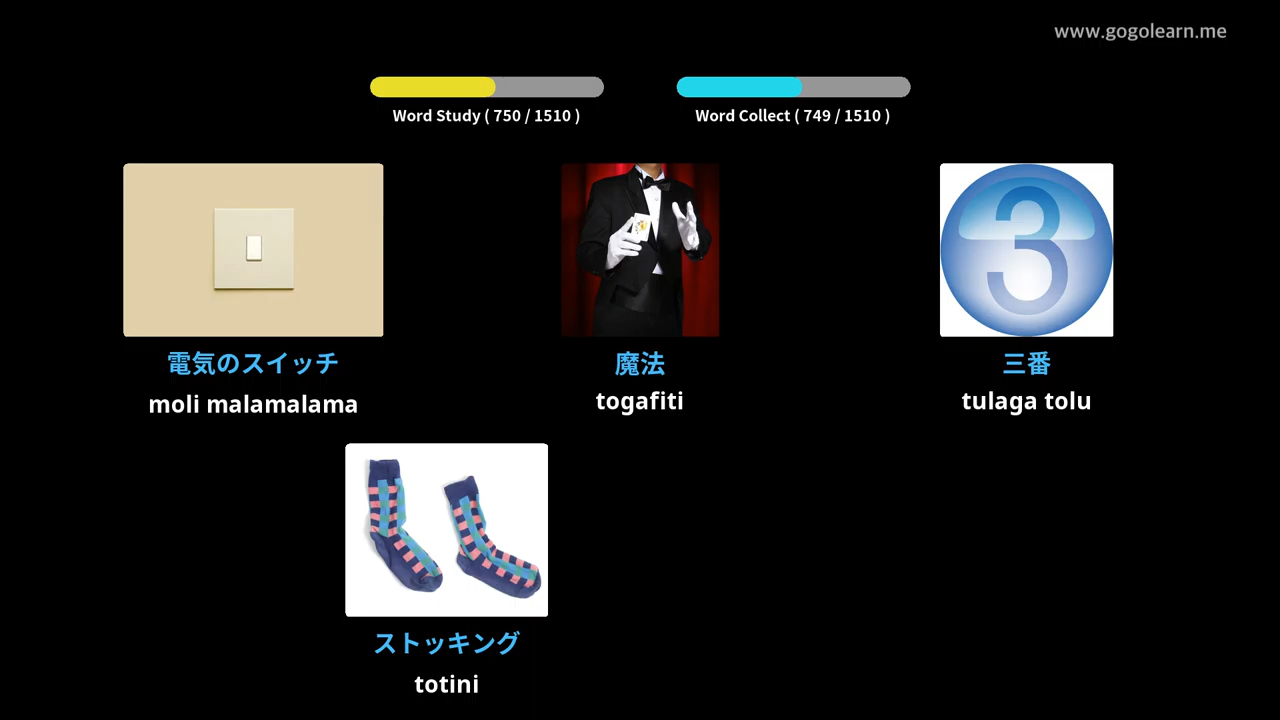 www.gogolearn.me
Word Study ( 750 / 1510 )
Word Collect ( 749 / 1510 )
3
電気のスイッチ
moli malamalama
魔法
togafiti
三番
tulaga tolu
ストッキング
totini